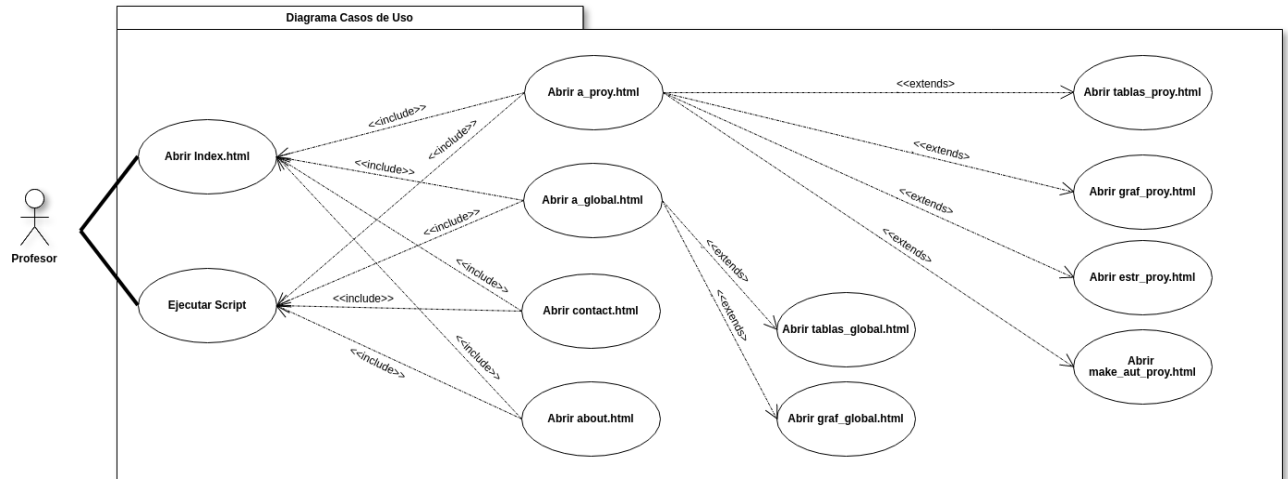 Diagrama Casos de Uso
Profesor
Abrir Index.html
Ejecutar Script
<<include>>
<<include>>
<<include>>
<<include>>
<<include>>
<<include>>
<<include>>
<<include>>
Abrir a_proy.html
Abrir a_global.html
Abrir contact.html
Abrir about.html
<<extends>>
<<extends>>
<<extends>>
<<extends>>
<<extends>>
<<extends>>
Abrir tablas_global.html
Abrir graf_global.html
Abrir tablas_proy.html
Abrir graf_proy.html
Abrir estr_proy.html
Abrir
make_aut_proy.html